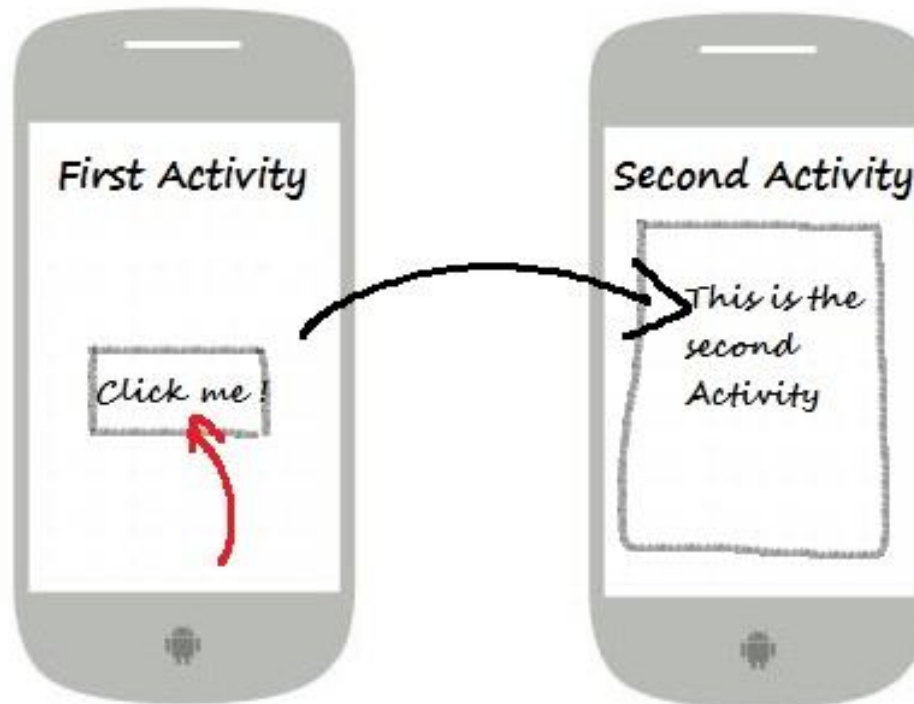 First Activity
Click me !
Second Activity
This is the
second
Activity